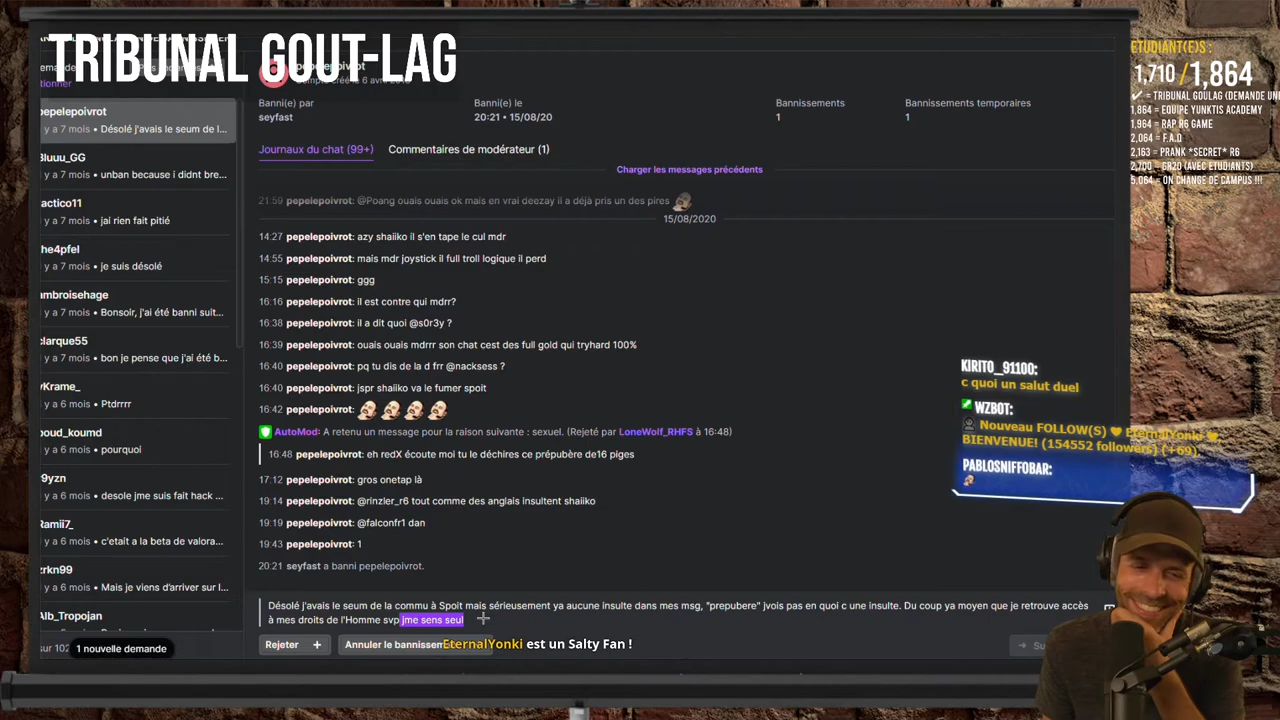 TRIBUNAL GOUT-LAG
Banni(e) par
seyfast
Banni(e) le
20:21 • 15/08/20
Bannissements
1
Bannissements temporaires
1
Journaux du chat (99+)
Commentaires de modérateur (1)
Charger les messages précédents
21:59 pepelepoivrot: @Poang ouais ouais ok mais en vrai deezay il a déjà pris un des pires
15/08/2020
14:27 pepelepoivrot: azy shaiiko il s'en tape le cul mdr
14:55 pepelepoivrot: mais mdr joystick il full troll logique il perd
15:15 pepelepoivrot: ggg
16:16 pepelepoivrot: il est contre qui mdrr?
16:38 pepelepoivrot: il a dit quoi @s0r3y ?
16:39 pepelepoivrot: ouais ouais mdrrr son chat cest des full gold qui tryhard 100%
16:40 pepelepoivrot: pq tu dis de la d frr @nacksess ?
16:40 pepelepoivrot: jspr shaiiko va le fumer spoit
16:42 pepelepoivrot:
AutoMod: A retenu un message pour la raison suivante : sexuel. (Rejeté par LoneWolf_RHFS à 16:48)
16:48 pepelepoivrot: eh redX écoute moi tu le déchires ce prépubère de16 piges
17:12 pepelepoivrot: gros onetap là
19:14 pepelepoivrot: @rinzler_r6 tout comme des anglais insultent shaiiko
19:19 pepelepoivrot: @falconfr1 dan
19:43 pepelepoivrot: 1
20:21 seyfast a banni pepelepoivrot.
Désolé j'avais le seum de la commu à Spoit mais sérieusement ya aucune insulte dans mes msg, "prepubere" jvois pas en quoi c une insulte. Du coup ya moyen que je retrouve accès
à mes droits de l'Homme svp jme sens seul
Rejeter +
Annuler le bannissem
EternalYonki est un Salty Fan !
tionner
pepelepoivrot
y a 7 mois • Désolé j'avais le seum de l...
Bluuu_GG
y a 7 mois • unban because i didnt bre...
actico11
y a 7 mois • jai rien fait pitié
he4pfel
y a 7 mois • je suis désolé
ambroisehage
y a 7 mois • Bonsoir, j'ai été banni suit...
clarque55
y a 7 mois • bon je pense que j'ai été b...
vKrame_
y a 6 mois • Ptdrrrr
poud_koumd
y a 6 mois • pourquoi
9yzn
y a 6 mois • desole jme suis fait hack ...
Ramii7_
y a 6 mois • c'etait a la beta de valora...
zrkn99
y a 6 mois • Mais je viens d'arriver sur l...
Alb_Tropojan
sur 102
1 nouvelle demande
ETUDIANT(E)S :
1,710 / 1,864
✓ = TRIBUNAL GOULAG (DEMANDE UN
1,864 = EQUIPE YUNKTIS ACADEMY
1,964 = RAP R6 GAME
2,064 = F.A.Q
2,163 = PRANK *SECRET* R6
2,700 = GR20 (AVEC ETUDIANTS)
5,064 = ON CHANGE DE CAMPUS !!!
KIRITO_91100:
c quoi un salut duel
WZBOT:
Nouveau FOLLOW(S) ♥ EternalYonki ♥
BIENVENUE! (154552 followers) (+69).
PABLOSNIFFOBAR: